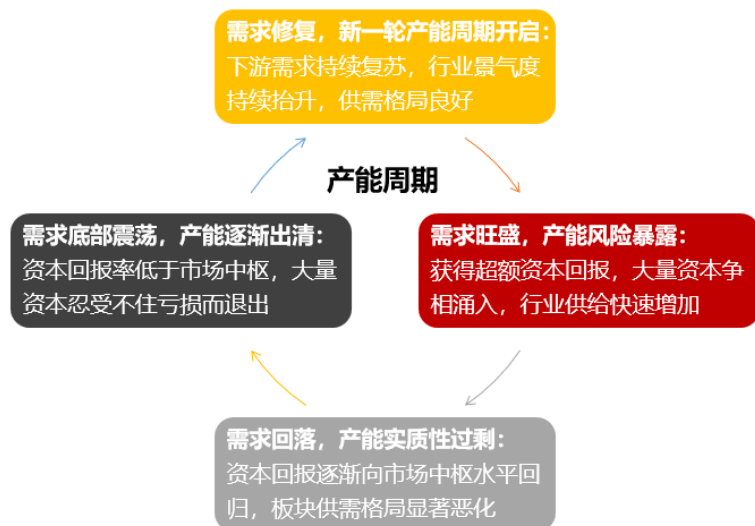 需求修复，新一轮产能周期开启：
下游需求持续复苏，行业景气度
持续抬升，供需格局良好
产能周期
需求底部震荡，产能逐渐出清：
资本回报率低于市场中枢，大量
资本忍受不住亏损而退出
需求旺盛，产能风险暴露：
获得超额资本回报，大量资本争
相涌入，行业供给快速增加
需求回落，产能实质性过剩：
资本回报逐渐向市场中枢水平回
归，板块供需格局显著恶化